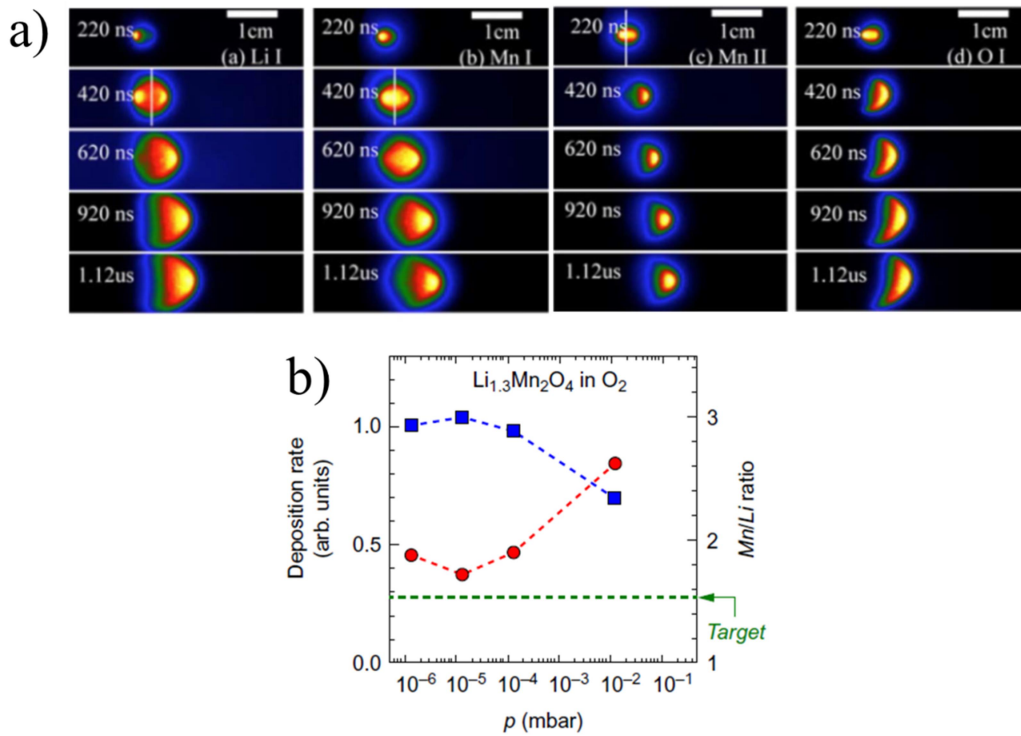 a)
220 ns 1cm 220 ns 1cm 220 ns 1cm 220 ns 1cm
(a) Li I (b) Mn I (c) Mn II (d) O I
420 ns 420 ns 420 ns 420 ns
620 ns 620 ns 620 ns 620 ns
920 ns 920 ns 920 ns 920 ns
1.12us 1.12us 1.12us 1.12us
b)
Li1.3Mn2O4 in O2
Deposition rate
(arb. units)
1.0
0.5
0.0
Mn/Li ratio
3
2
1
Target
10⁻⁶ 10⁻⁵ 10⁻⁴ 10⁻³ 10⁻² 10⁻¹
p (mbar)